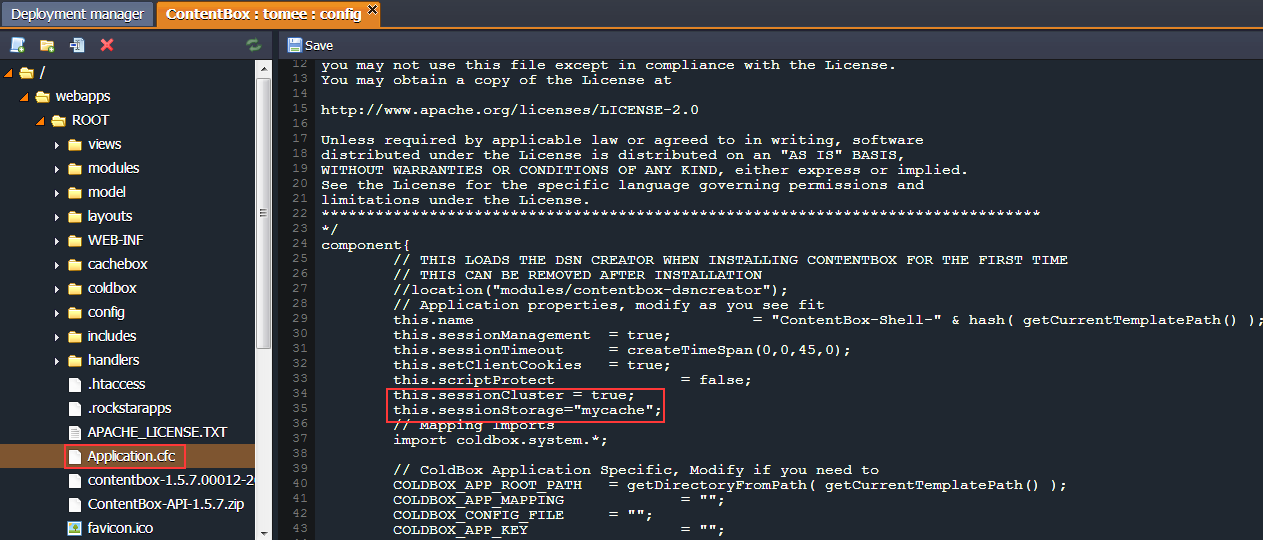 Deployment manager
ContentBox : tomee : config
Save
/
webapps
ROOT
views
modules
model
layouts
WEB-INF
cachebox
coldbox
config
includes
handlers
.htaccess
.rockstarapps
APACHE_LICENSE.TXT
Application.cfc
contentbox-1.5.7.00012-2
ContentBox-API-1.5.7.zip
favicon.ico
12 you may not use this file except in compliance with the License.
13 You may obtain a copy of the License at
14
15 http://www.apache.org/licenses/LICENSE-2.0
16
17 Unless required by applicable law or agreed to in writing, software
18 distributed under the License is distributed on an "AS IS" BASIS,
19 WITHOUT WARRANTIES OR CONDITIONS OF ANY KIND, either express or implied.
20 See the License for the specific language governing permissions and
21 limitations under the License.
22 ********************************************************************************
23 */
24 component{
25 // THIS LOADS THE DSN CREATOR WHEN INSTALLING CONTENTBOX FOR THE FIRST TIME
26 // THIS CAN BE REMOVED AFTER INSTALLATION
27 //location("modules/contentbox-dsncreator");
28 // Application properties, modify as you see fit
29 this.name = "ContentBox-Shell-" & hash( getCurrentTemplatePath() );
30 this.sessionManagement = true;
31 this.sessionTimeout = createTimeSpan(0,0,45,0);
32 this.setClientCookies = true;
33 this.scriptProtect = false;
34 this.sessionCluster = true;
35 this.sessionStorage="mycache";
36 // Mapping Imports
37 import coldbox.system.*;
38
39 // ColdBox Application Specific, Modify if you need to
40 COLDBOX_APP_ROOT_PATH = getDirectoryFromPath( getCurrentTemplatePath() );
41 COLDBOX_APP_MAPPING = "";
42 COLDBOX_CONFIG_FILE = "";
43 COLDBOX_APP_KEY = "";